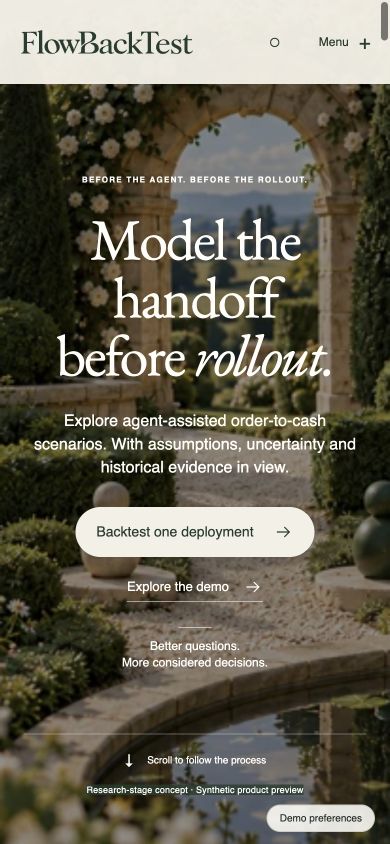 FlowBackTest
Menu +
BEFORE THE AGENT. BEFORE THE ROLLOUT.
Model the
handoff
before rollout.
Explore agent-assisted order-to-cash
scenarios. With assumptions, uncertainty and
historical evidence in view.
Backtest one deployment →
Explore the demo →
Better questions.
More considered decisions.
↓ Scroll to follow the process
Research-stage concept · Synthetic product preview
Demo preferences